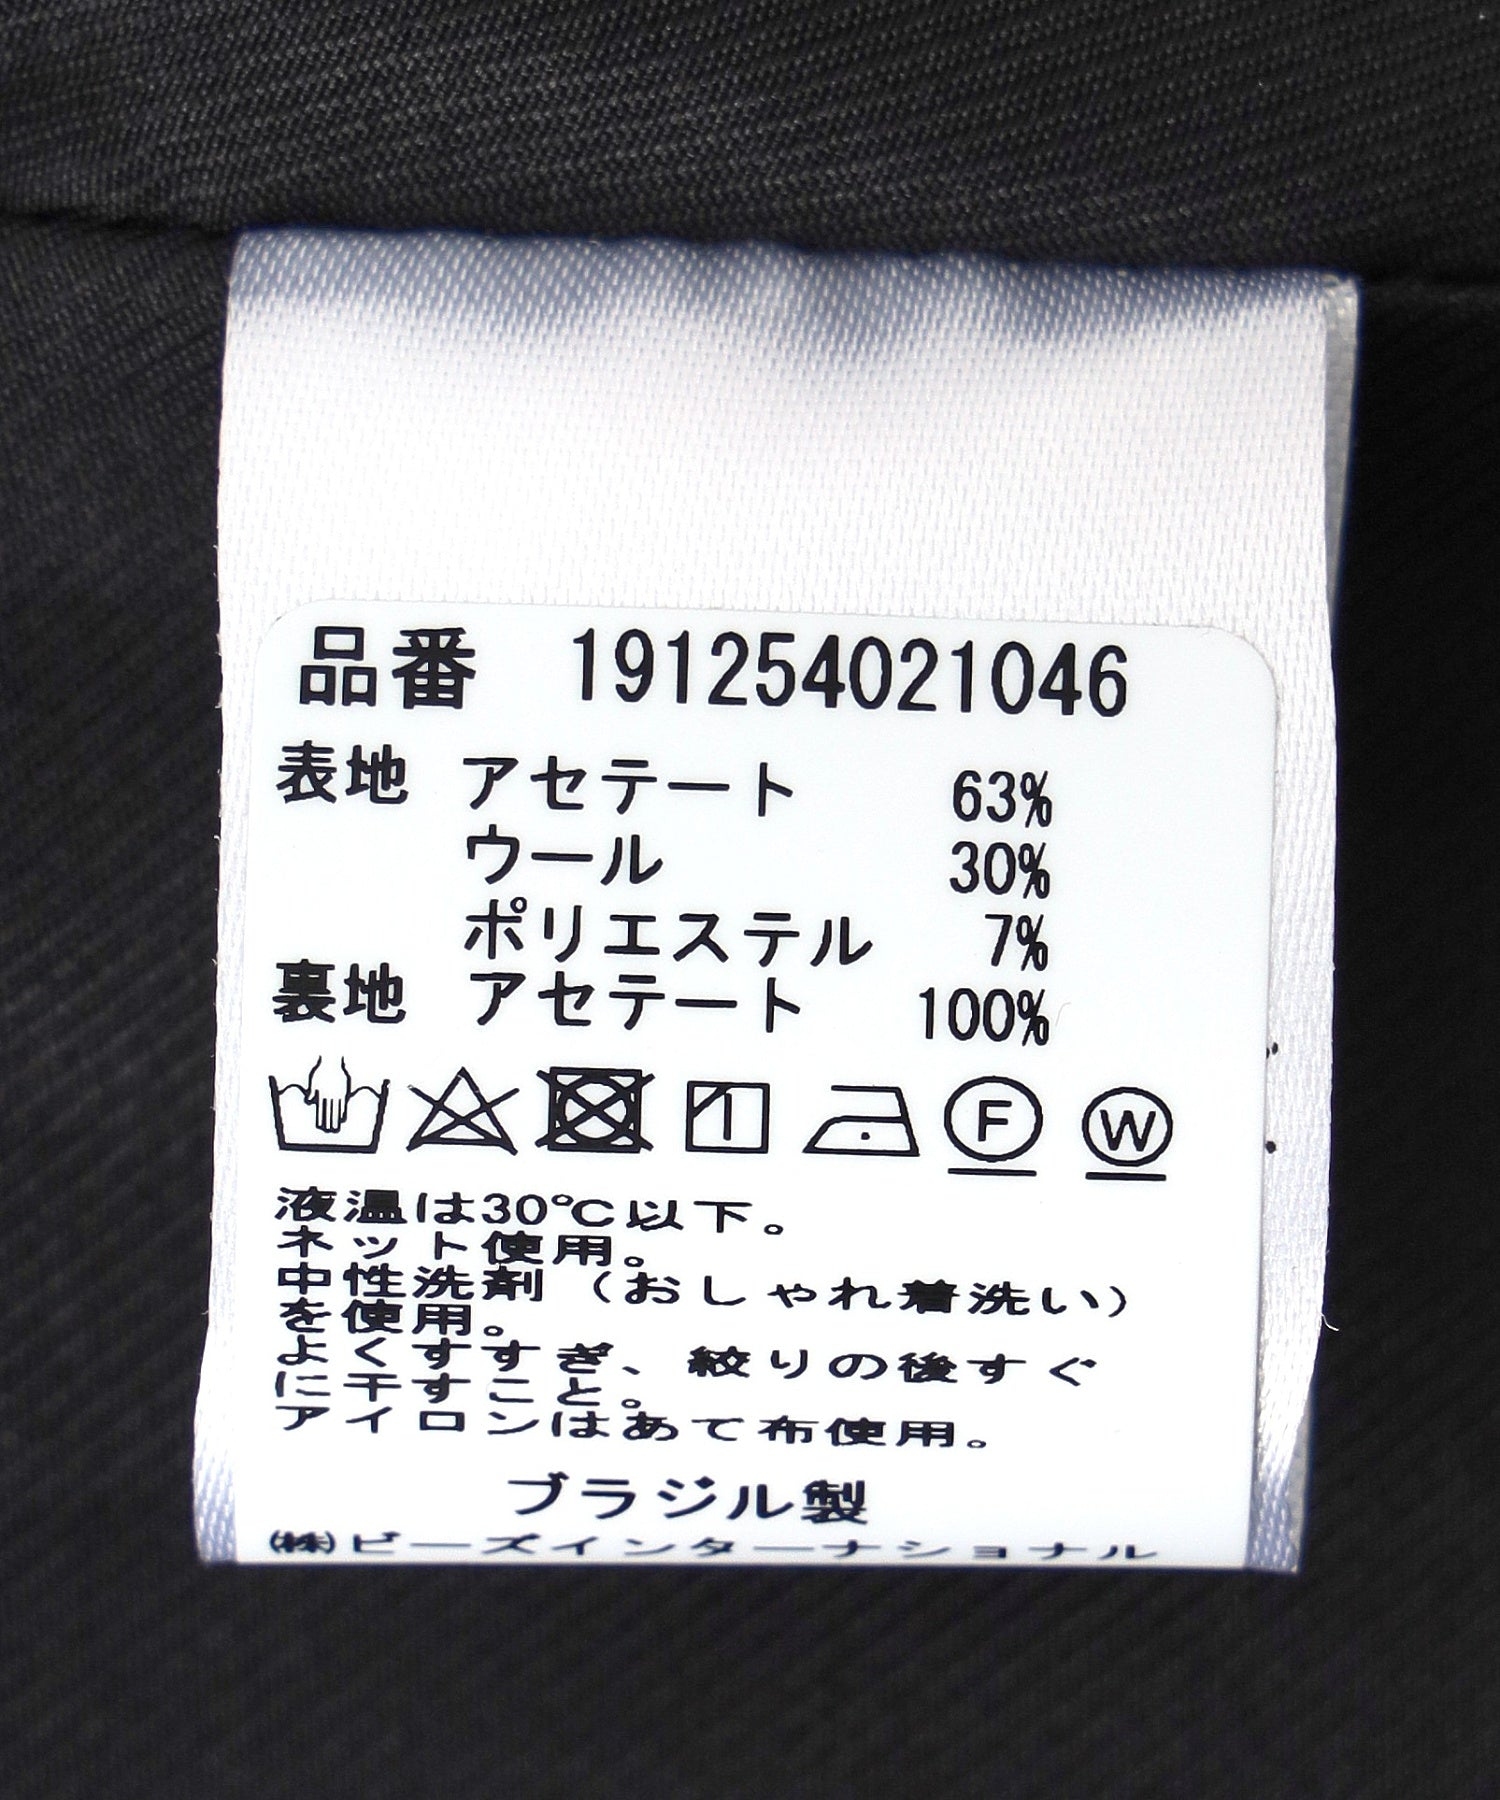 品番 191254021046
表地 アセテート 63%
ウール 30%
ポリエステル 7%
裏地 アセテート 100%
1 F W
液温は30℃以下。
ネット使用。
中性洗剤（おしゃれ着洗い）
を使用。
よくすすぎ、絞りの後すぐ
に干すこと。
アイロンはあて布使用。
ブラジル製
㈱ビーズインターナショナル